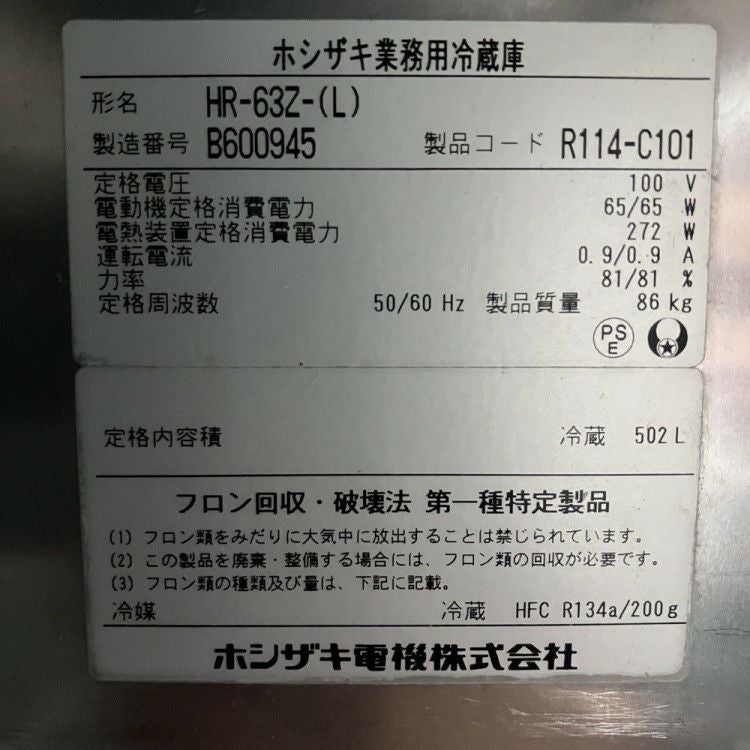 ホシザキ業務用冷蔵庫
形名 HR-63Z-(L)
製造番号 B600945 製品コード R114-C101
定格電圧 100 V
電動機定格消費電力 65/65 W
電熱装置定格消費電力 272 W
運転電流 0.9/0.9 A
力率 81/81 %
定格周波数 50/60 Hz 製品質量 86 kg
PS
E
定格内容積 冷蔵 502 L
フロン回収・破壊法 第一種特定製品
(1) フロン類をみだりに大気中に放出することは禁じられています。
(2) この製品を廃棄・整備する場合には、フロン類の回収が必要です。
(3) フロン類の種類及び量は、下記に記載。
冷媒 冷蔵 HFC R134a/200g
ホシザキ電機株式会社